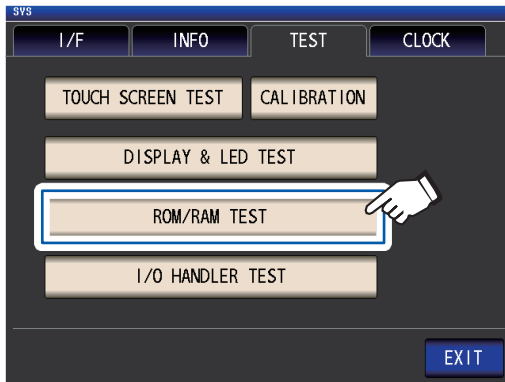 SYS
I/F INFO TEST CLOCK
TOUCH SCREEN TEST CALIBRATION
DISPLAY & LED TEST
ROM/RAM TEST
I/O HANDLER TEST
EXIT